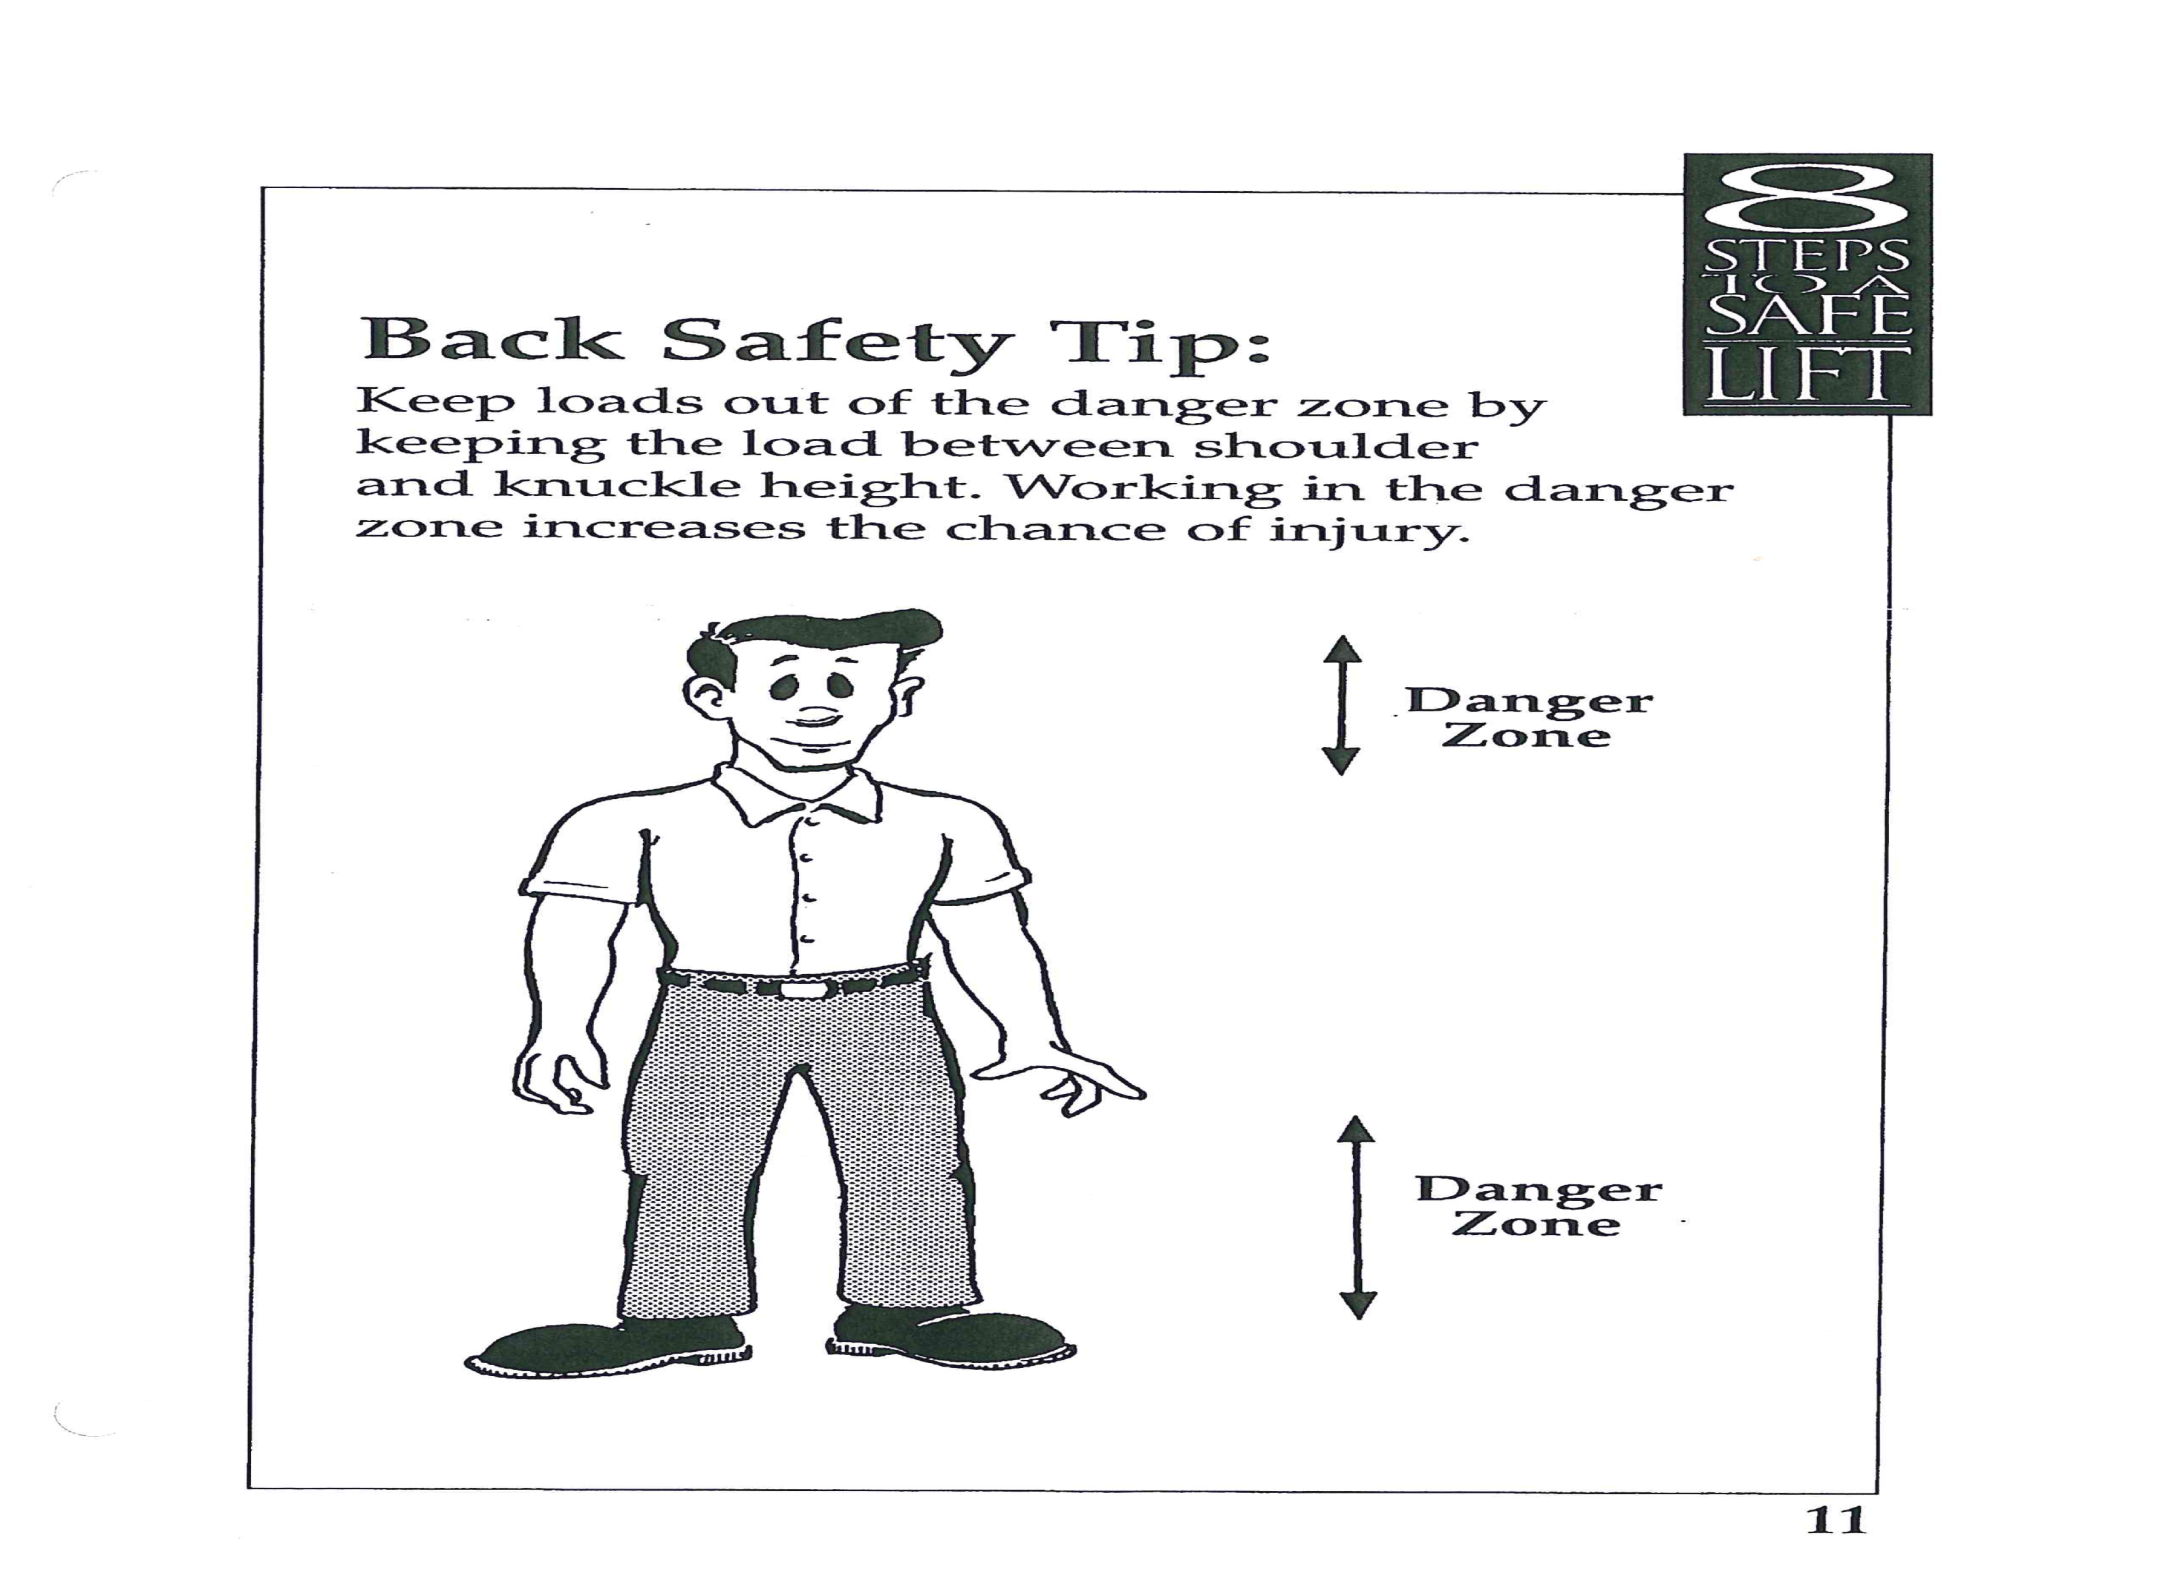 8
STEPS
TO A
SAFE
LIFT
Back Safety Tip:
Keep loads out of the danger zone by
keeping the load between shoulder
and knuckle height. Working in the danger
zone increases the chance of injury.
Danger
Zone
Danger
Zone
11